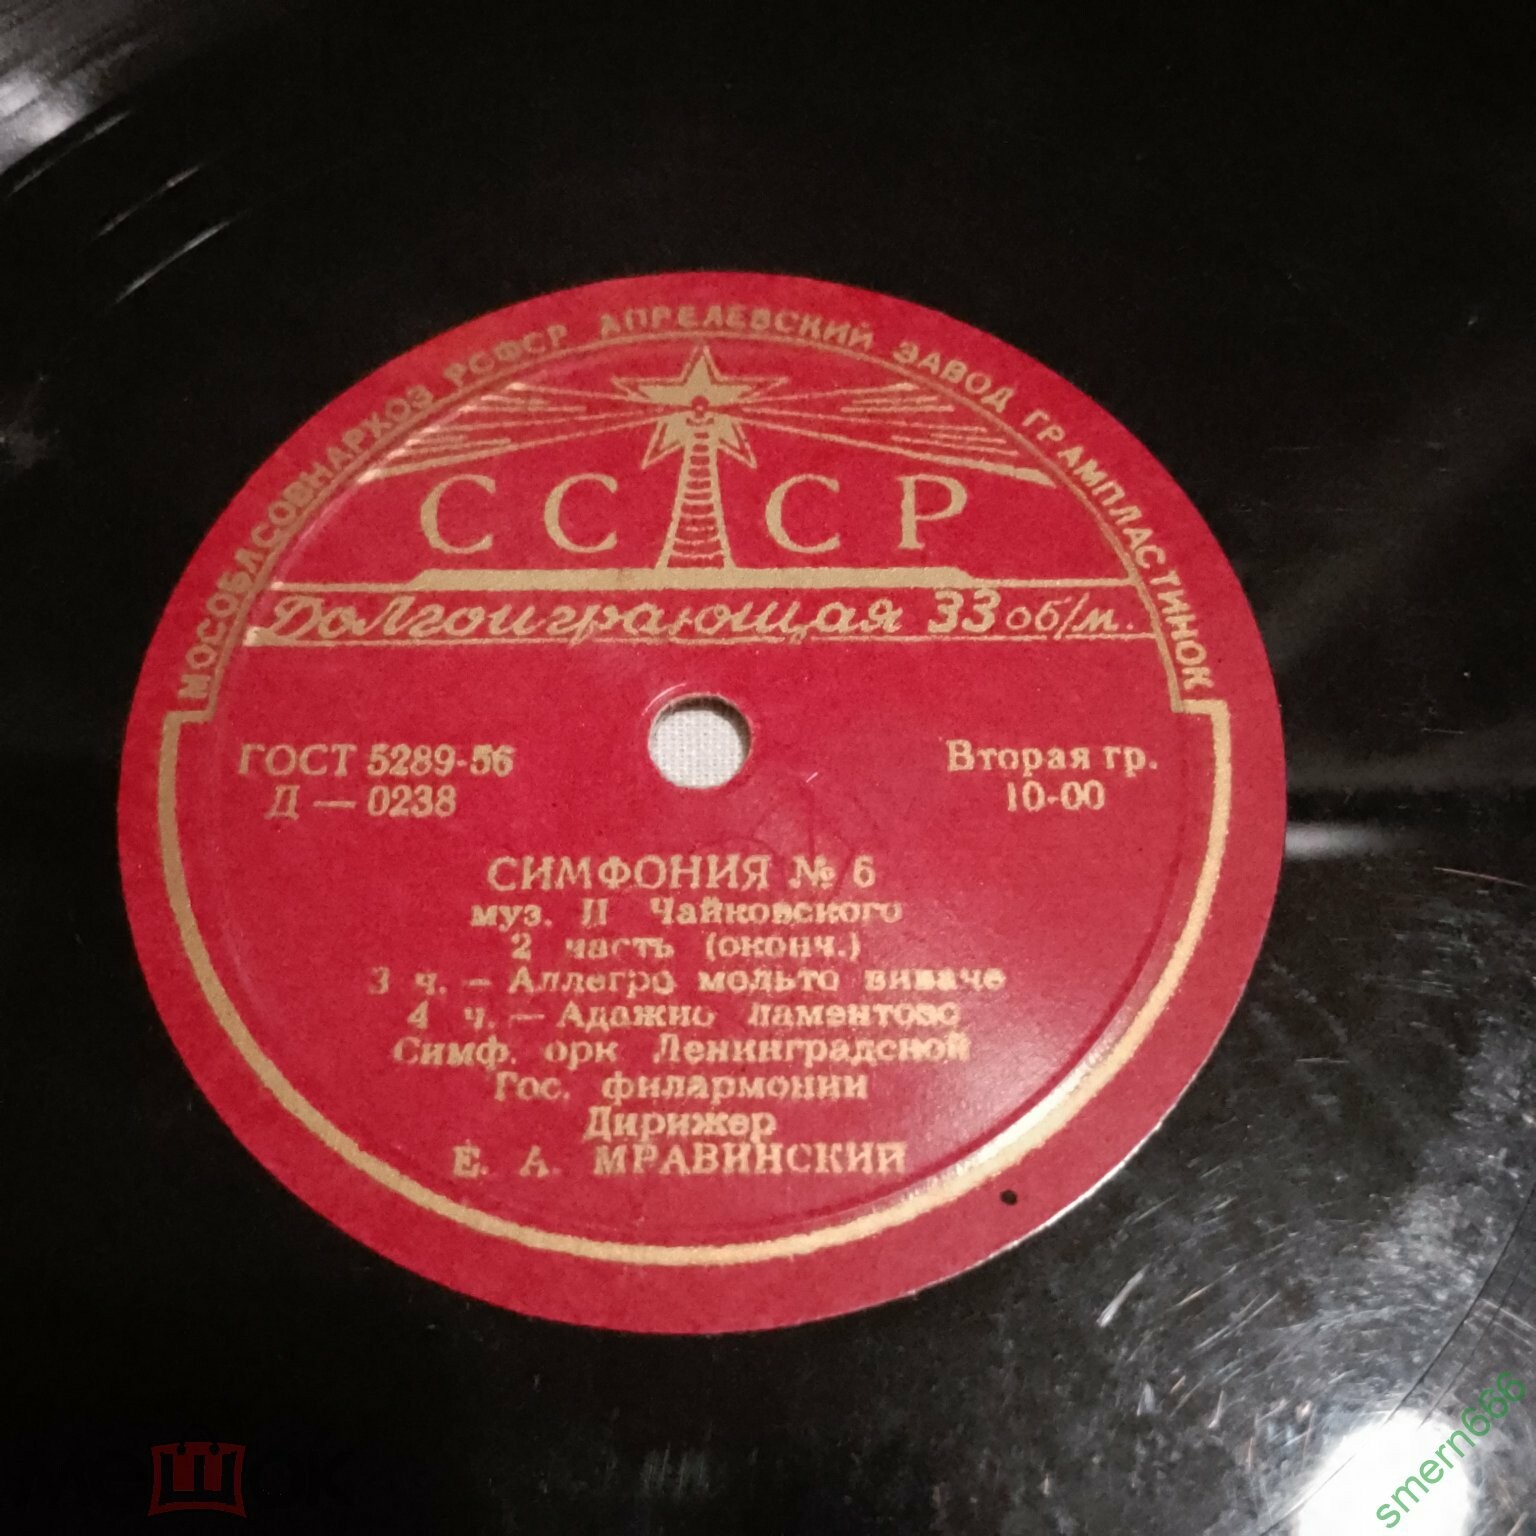 МОСОБЛСОВНАРХОЗ РСФСР АПРЕЛЕВСКИЙ ЗАВОД ГРАМПЛАСТИНОК
СССР
Долгоиграющая 33 об/м.
ГОСТ 5289-56
Д — 0238
Вторая гр.
10-00
СИМФОНИЯ № 6
муз. П Чайковского
2 часть (оконч.)
3 ч. — Аллегро мольто виваче
4 ч. — Адажио ламентозо
Симф. орк Ленинградской
Гос. филармонии
Дирижер
Е. А. МРАВИНСКИЙ
smern666